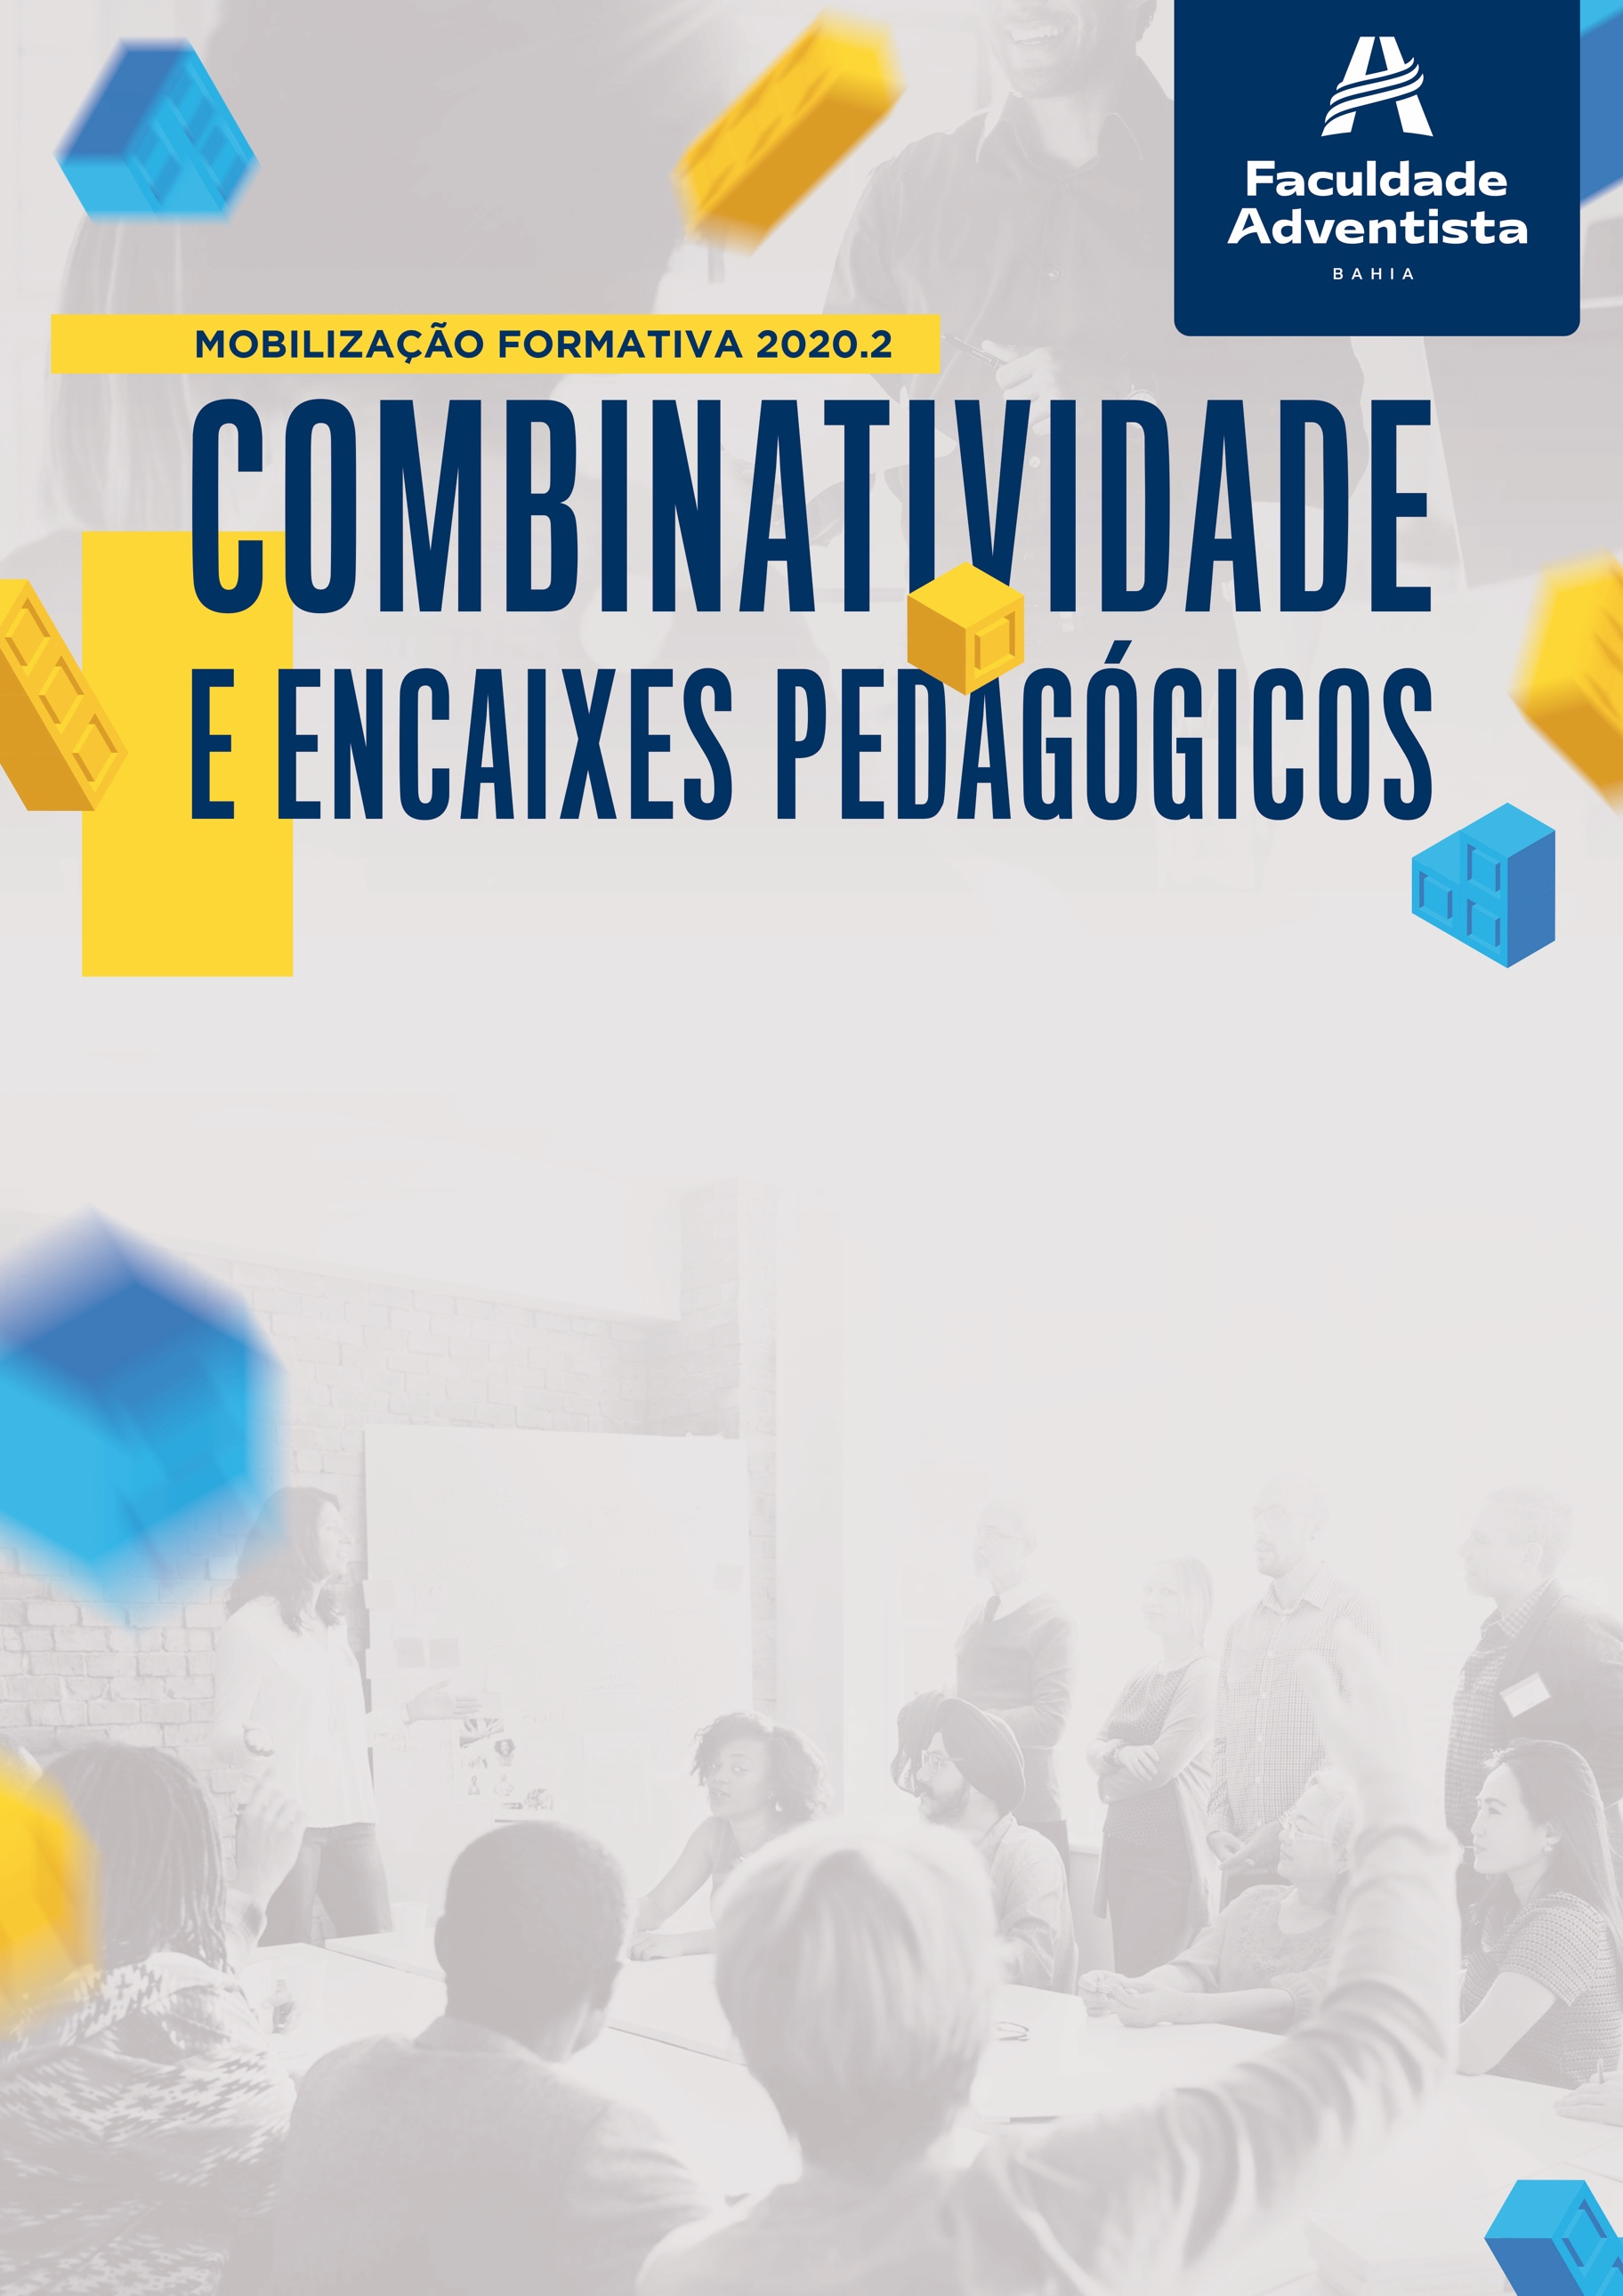 Faculdade
Adventista
BAHIA
MOBILIZAÇÃO FORMATIVA 2020.2
COMBINATIVIDADE
E ENCAIXES PEDAGÓGICOS